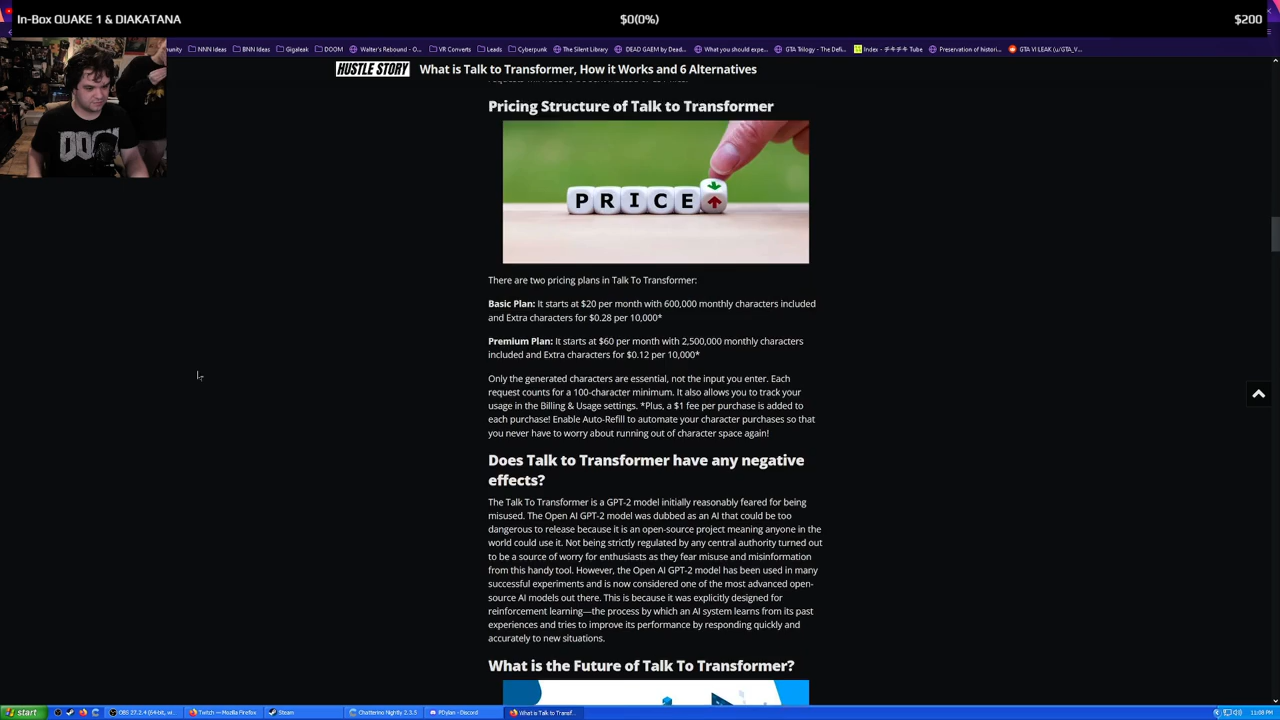 In-Box QUAKE 1 & DIAKATANA
$0(0%)
$200
NNN Ideas
BNN Ideas
Gigaleak
DOOM
Walter's Rebound - O...
VR Converts
Leads
Cyberpunk
The Silent Library
DEAD GAEM by Dead...
What you should expe...
GTA Trilogy - The Defi...
Index - チキチキ Tube
Preservation of histori...
GTA VI LEAK (u/GTA_V...
HUSTLE STORY
What is Talk to Transformer, How it Works and 6 Alternatives
Pricing Structure of Talk to Transformer
PRICE
There are two pricing plans in Talk To Transformer:
Basic Plan: It starts at $20 per month with 600,000 monthly characters included
and Extra characters for $0.28 per 10,000*
Premium Plan: It starts at $60 per month with 2,500,000 monthly characters
included and Extra characters for $0.12 per 10,000*
Only the generated characters are essential, not the input you enter. Each
request counts for a 100-character minimum. It also allows you to track your
usage in the Billing & Usage settings. *Plus, a $1 fee per purchase is added to
each purchase! Enable Auto-Refill to automate your character purchases so that
you never have to worry about running out of character space again!
Does Talk to Transformer have any negative
effects?
The Talk To Transformer is a GPT-2 model initially reasonably feared for being
misused. The Open AI GPT-2 model was dubbed as an AI that could be too
dangerous to release because it is an open-source project meaning anyone in the
world could use it. Not being strictly regulated by any central authority turned out
to be a source of worry for enthusiasts as they fear misuse and misinformation
from this handy tool. However, the Open AI GPT-2 model has been used in many
successful experiments and is now considered one of the most advanced open-
source AI models out there. This is because it was explicitly designed for
reinforcement learning—the process by which an AI system learns from its past
experiences and tries to improve its performance by responding quickly and
accurately to new situations.
What is the Future of Talk To Transformer?
start
OBS 27.2.4 (64-bit, wi...
Twitch — Mozilla Firefox
Steam
Chatterino Nightly 2.3.5
PDylan - Discord
What is Talk to Transf...
11:08 PM